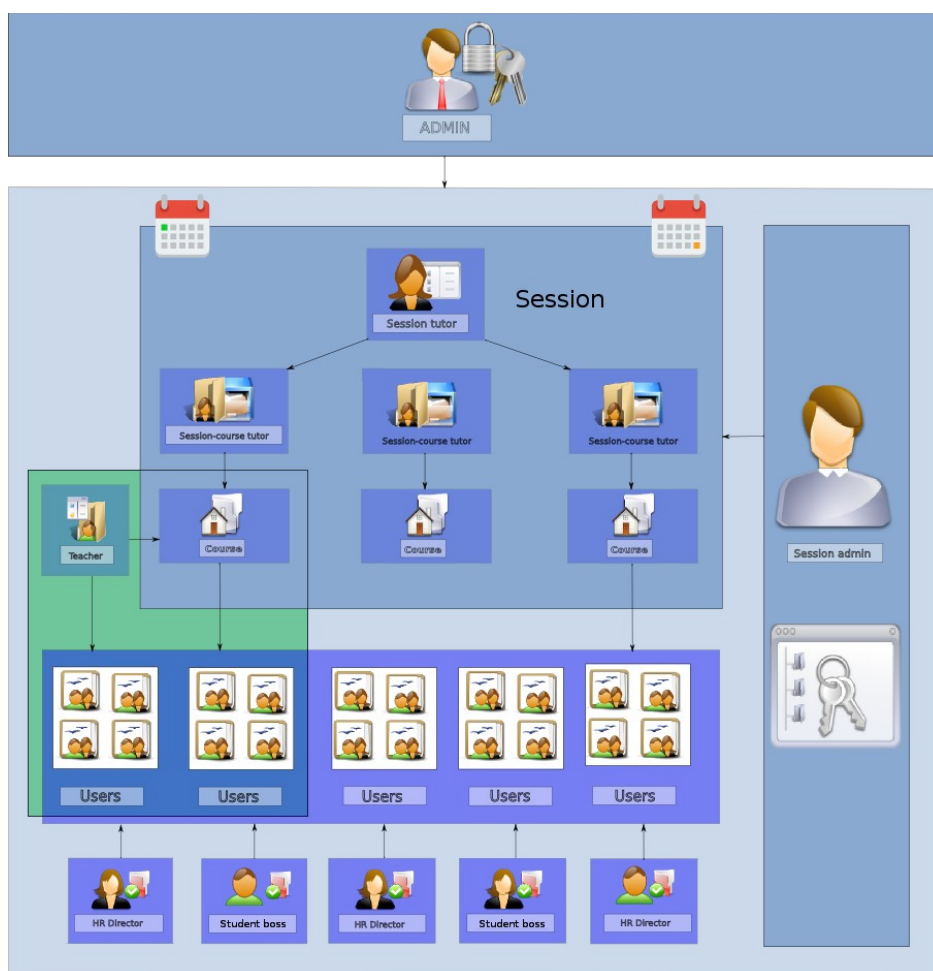 ADMIN
Session
Session tutor
Session-course tutor
Session-course tutor
Session-course tutor
Teacher
Course
Course
Course
Session admin
Users
Users
Users
Users
Users
HR Director
Student boss
HR Director
Student boss
HR Director